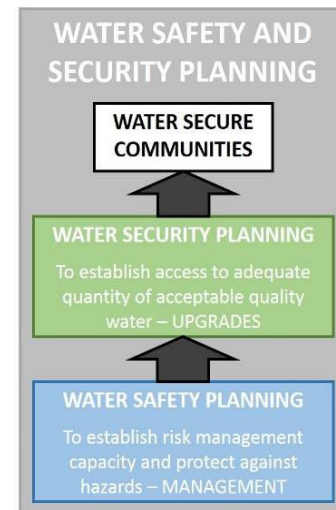 WATER SAFETY AND
SECURITY PLANNING
WATER SECURE
COMMUNITIES
WATER SECURITY PLANNING
To establish access to adequate
quantity of acceptable quality
water – UPGRADES
WATER SAFETY PLANNING
To establish risk management
capacity and protect against
hazards – MANAGEMENT